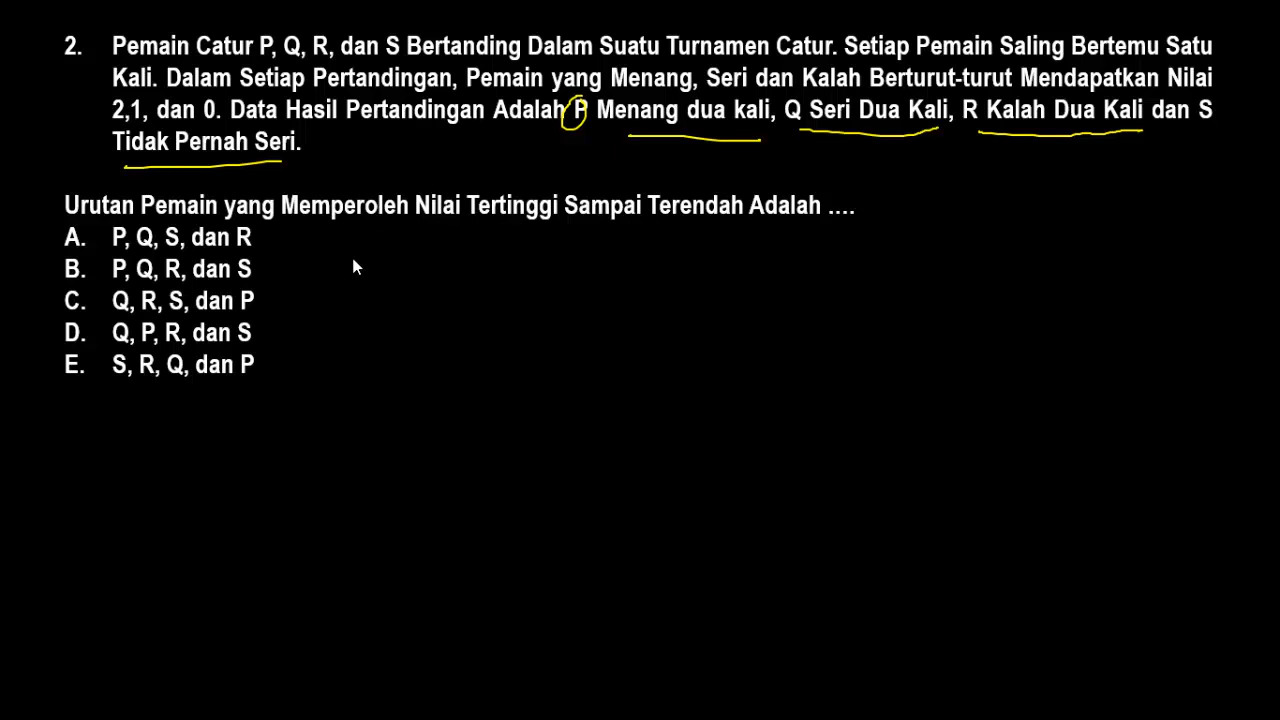 2. Pemain Catur P, Q, R, dan S Bertanding Dalam Suatu Turnamen Catur. Setiap Pemain Saling Bertemu Satu
Kali. Dalam Setiap Pertandingan, Pemain yang Menang, Seri dan Kalah Berturut-turut Mendapatkan Nilai
2,1, dan 0. Data Hasil Pertandingan Adalah P Menang dua kali, Q Seri Dua Kali, R Kalah Dua Kali dan S
Tidak Pernah Seri.
Urutan Pemain yang Memperoleh Nilai Tertinggi Sampai Terendah Adalah ....
A. P, Q, S, dan R
B. P, Q, R, dan S
C. Q, R, S, dan P
D. Q, P, R, dan S
E. S, R, Q, dan P